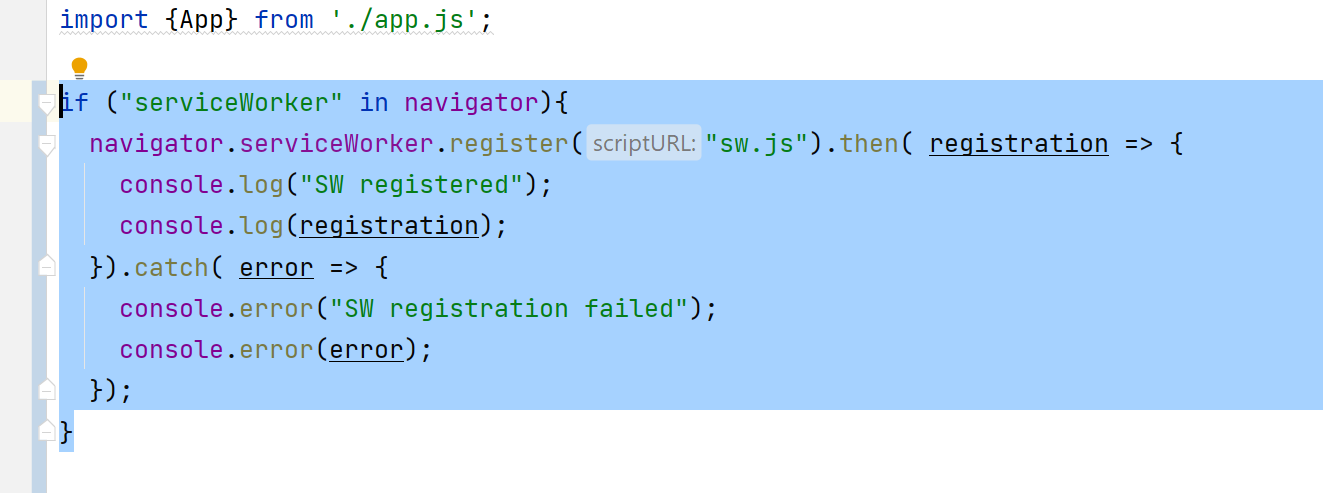 import {App} from './app.js';
if ("serviceWorker" in navigator){
navigator.serviceWorker.register( scriptURL: "sw.js").then( registration => {
console.log("SW registered");
console.log(registration);
}).catch( error => {
console.error("SW registration failed");
console.error(error);
});
}